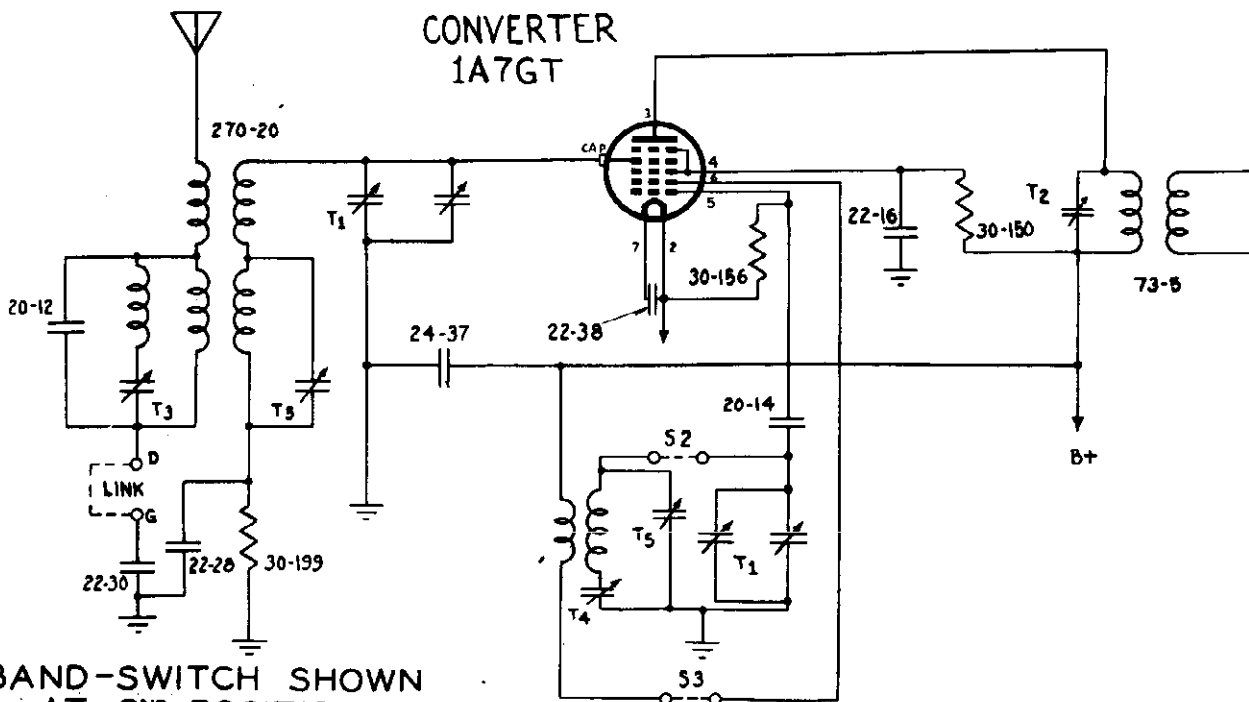 CONVERTER
1A7GT
270-20
CAP
3
4
6
5
7
2
T1
T2
22-16
30-150
73-5
30-156
22-38
20-12
24-37
T3
T5
20-14
S2
B+
D
LINK
G
T5
T1
22-30
22-28
30-199
T4
S3
BAND-SWITCH SHOWN